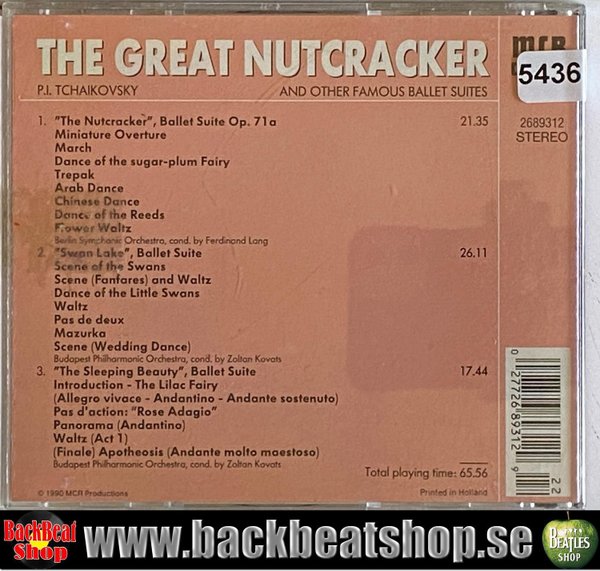 THE GREAT NUTCRACKER
MCR
5436
P.I. TCHAIKOVSKY AND OTHER FAMOUS BALLET SUITES
2689312
STEREO
1. "The Nutcracker", Ballet Suite Op. 71a 21.35
Miniature Overture
March
Dance of the sugar-plum Fairy
Trepak
Arab Dance
Chinese Dance
Dance of the Reeds
Flower Waltz
Berlin Symphonic Orchestra, cond. by Ferdinand Lang
2. "Swan Lake", Ballet Suite 26.11
Scene of the Swans
Scene (Fanfares) and Waltz
Dance of the Little Swans
Waltz
Pas de deux
Mazurka
Scene (Wedding Dance)
Budapest Philharmonic Orchestra, cond. by Zoltan Kovats
3. "The Sleeping Beauty", Ballet Suite 17.44
Introduction - The Lilac Fairy
(Allegro vivace - Andantino - Andante sostenuto)
Pas d'action: "Rose Adagio"
Panorama (Andantino)
Waltz (Act 1)
(Finale) Apotheosis (Andante molto maestoso)
Budapest Philharmonic Orchestra, cond. by Zoltan Kovats
Total playing time: 65.56
© 1990 MCR Productions Printed in Holland
0 27726 89312 9
22
BackBeat
Shop
www.backbeatshop.se
BEATLES
SHOP